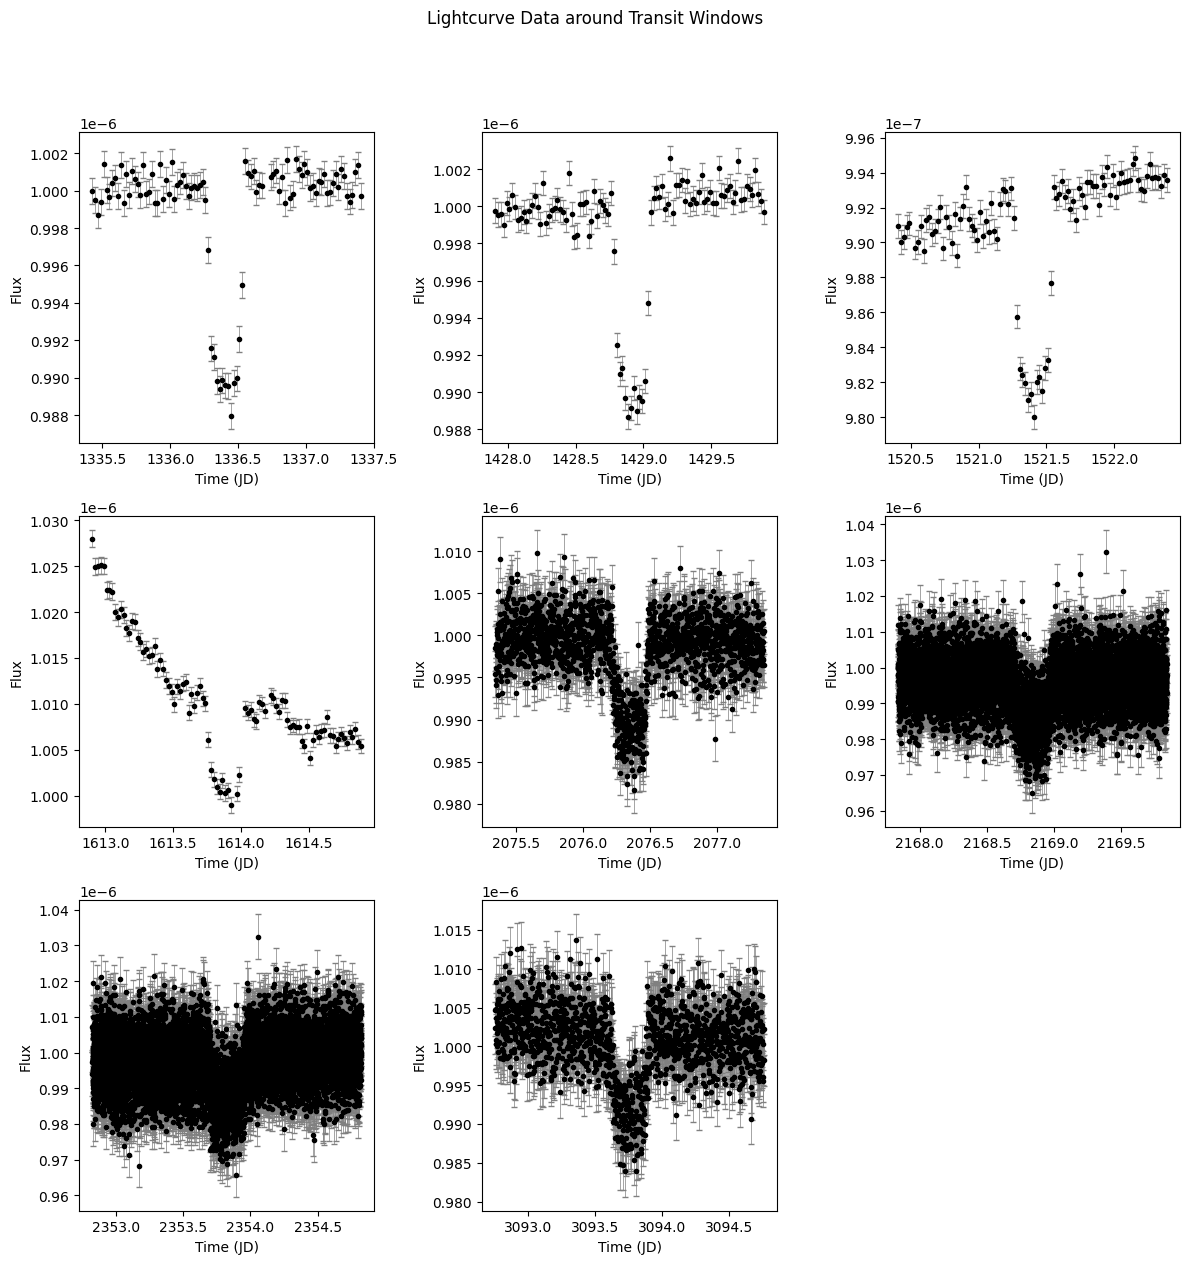 Lightcurve Data around Transit Windows
1e−6
1.002
1.000
0.998
0.996
0.994
0.992
0.990
0.988
Flux
1335.5 1336.0 1336.5 1337.0 1337.5
Time (JD)
1e−6
1.002
1.000
0.998
0.996
0.994
0.992
0.990
0.988
Flux
1428.0 1428.5 1429.0 1429.5
Time (JD)
1e−7
9.96
9.94
9.92
9.90
9.88
9.86
9.84
9.82
9.80
Flux
1520.5 1521.0 1521.5 1522.0
Time (JD)
1e−6
1.030
1.025
1.020
1.015
1.010
1.005
1.000
Flux
1613.0 1613.5 1614.0 1614.5
Time (JD)
1e−6
1.010
1.005
1.000
0.995
0.990
0.985
0.980
Flux
2075.5 2076.0 2076.5 2077.0
Time (JD)
1e−6
1.04
1.03
1.02
1.01
1.00
0.99
0.98
0.97
0.96
Flux
2168.0 2168.5 2169.0 2169.5
Time (JD)
1e−6
1.04
1.03
1.02
1.01
1.00
0.99
0.98
0.97
0.96
Flux
2353.0 2353.5 2354.0 2354.5
Time (JD)
1e−6
1.015
1.010
1.005
1.000
0.995
0.990
0.985
0.980
Flux
3093.0 3093.5 3094.0 3094.5
Time (JD)